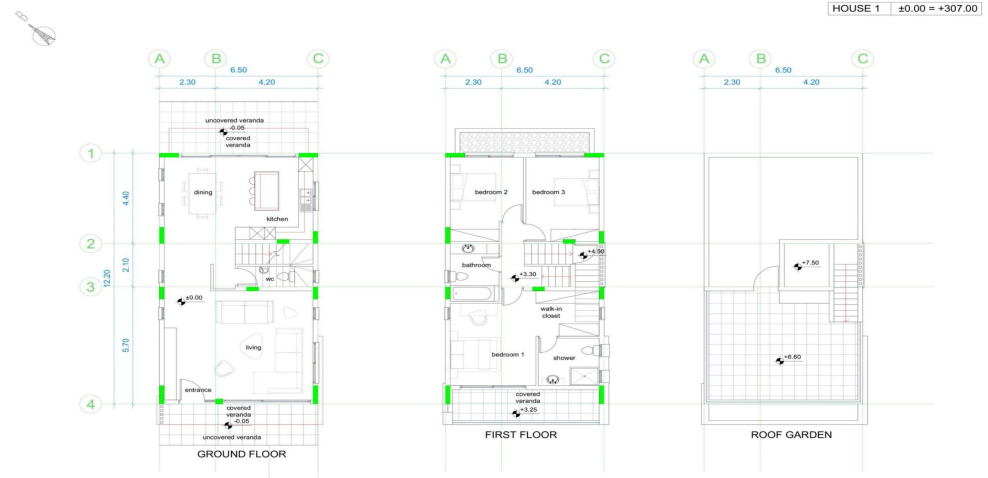 HOUSE 1 ±0.00 = +307.00
B
A B C
6.50
2.30 4.20
A B C
6.50
2.30 4.20
A B C
6.50
2.30 4.20
1
2
3
4
4.40
2.10
5.70
12.20
uncovered veranda
-0.05
covered
veranda
dining
kitchen
wc
±0.00
living
entrance
covered
veranda
-0.05
uncovered veranda
GROUND FLOOR
bedroom 2
bedroom 3
+4.50
bathroom
+3.30
walk-in
closet
bedroom 1
shower
covered
veranda
+3.25
FIRST FLOOR
+7.50
+6.60
ROOF GARDEN